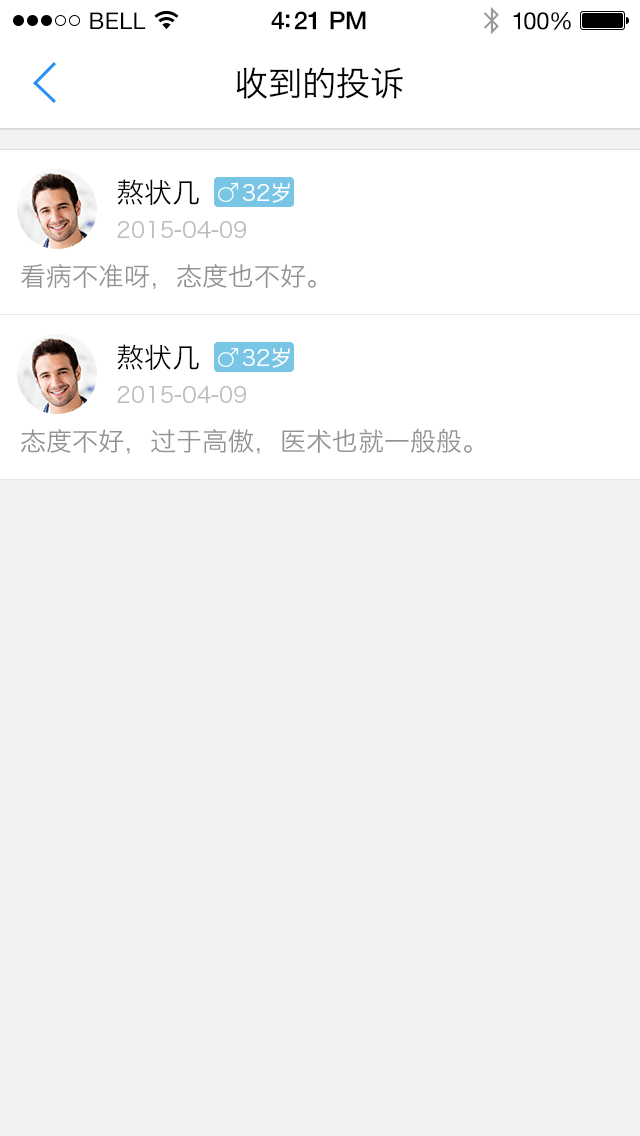 BELL 4:21 PM 100%
收到的投诉
熬状几 ♂32岁
2015-04-09
看病不准呀，态度也不好。
熬状几 ♂32岁
2015-04-09
态度不好，过于高傲，医术也就一般般。